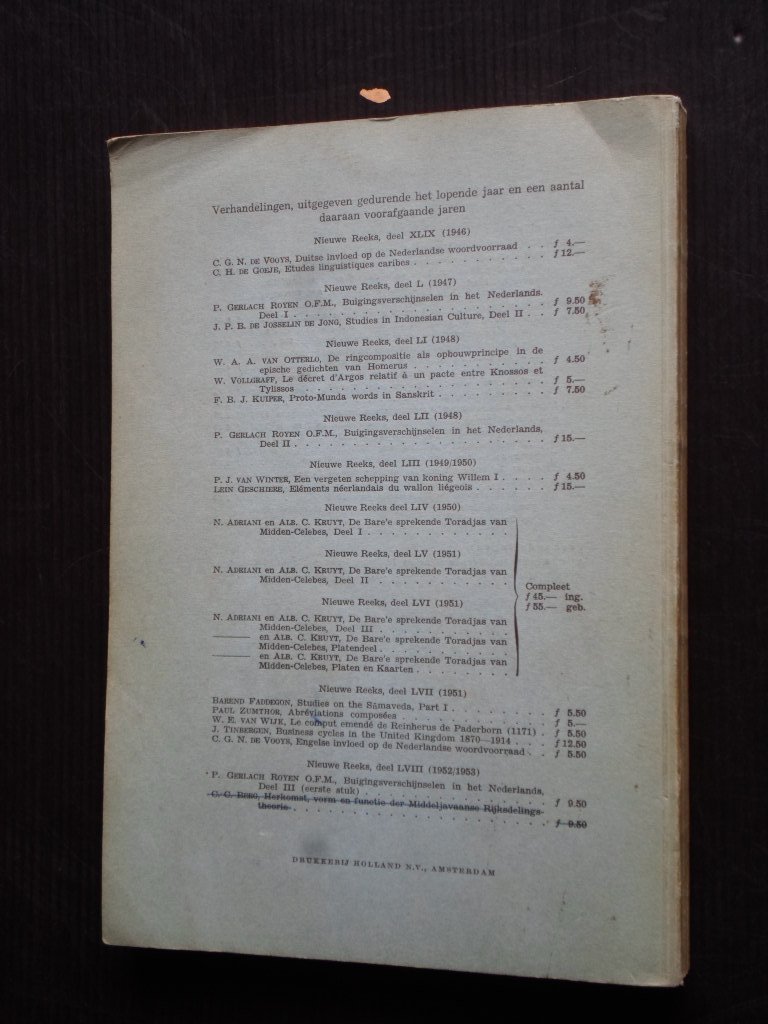 Verhandelingen, uitgegeven gedurende het lopende jaar en een aantal
daaraan voorafgaande jaren
Nieuwe Reeks, deel XLIX (1946)
C. G. N. DE VOOYS, Duitse invloed op de Nederlandse woordvoorraad . . f 4.—
C. H. DE GOEJE, Etudes linguistiques caribes . . . . . . . . . . f 12.—
Nieuwe Reeks, deel L (1947)
P. GERLACH ROYEN O.F.M., Buigingsverschijnselen in het Nederlands.
Deel I . . . . . . . . . . . . . . . . . . . . f 9.50
J. P. B. DE JOSSELIN DE JONG, Studies in Indonesian Culture, Deel II . . f 7.50
Nieuwe Reeks, deel LI (1948)
W. A. A. VAN OTTERLO, De ringcompositie als opbouwprincipe in de
epische gedichten van Homerus . . . . . . . . . . f 4.50
W. VOLLGRAFF, Le décret d'Argos relatif à un pacte entre Knossos et
Tylissos . . . . . . . . . . . . . . . . . . . f 5.—
F. B. J. KUIPER, Proto-Munda words in Sanskrit . . . . . . . . . f 7.50
Nieuwe Reeks, deel LII (1948)
P. GERLACH ROYEN O.F.M., Buigingsverschijnselen in het Nederlands,
Deel II . . . . . . . . . . . . . . . . . . . . f 15.—
Nieuwe Reeks, deel LIII (1949/1950)
P. J. VAN WINTER, Een vergeten schepping van koning Willem I . . . . f 4.50
LEIN GESCHIERE, Eléments néerlandais du wallon liégeois . . . . . . f 15.—
Nieuwe Reeks deel LIV (1950)
N. ADRIANI en ALB. C. KRUYT, De Bare'e sprekende Toradjas van
Midden-Celebes, Deel I . . . . . . . . . . .
Nieuwe Reeks, deel LV (1951)
N. ADRIANI en ALB. C. KRUYT, De Bare'e sprekende Toradjas van
Midden-Celebes, Deel II . . . . . . . . . . .
Compleet
f 45.— ing.
f 55.— geb.
Nieuwe Reeks, deel LVI (1951)
N. ADRIANI en ALB. C. KRUYT, De Bare'e sprekende Toradjas van
Midden-Celebes, Deel III . . . . . . . . . . .
——— en ALB. C. KRUYT, De Bare'e sprekende Toradjas van
Midden-Celebes, Platendeel . . . . . . . . . .
——— en ALB. C. KRUYT, De Bare'e sprekende Toradjas van
Midden-Celebes, Platen en Kaarten . . . . . . .
Nieuwe Reeks, deel LVII (1951)
BAREND FADDEGON, Studies on the Sāmaveda, Part I . . . . . . . . f 5.50
PAUL ZUMTHOR, Abréviations composées . . . . . . . . . . . . f 5.—
W. E. VAN WIJK, Le comput emendé de Reinherus de Paderborn (1171) . f 5.50
J. TINBERGEN, Business cycles in the United Kingdom 1870–1914 . . . f 12.50
C. G. N. DE VOOYS, Engelse invloed op de Nederlandse woordvoorraad . . f 5.50
Nieuwe Reeks, deel LVIII (1952/1953)
P. GERLACH ROYEN O.F.M., Buigingsverschijnselen in het Nederlands,
Deel III (eerste stuk) . . . . . . . . . . . . . . f 9.50
C. C. BERG, Herkomst, vorm en functie der Middeljavaanse Rijksdelings-
theorie . . . . . . . . . . . . . . . . . . . . f 9.50
DRUKKERIJ HOLLAND N.V., AMSTERDAM